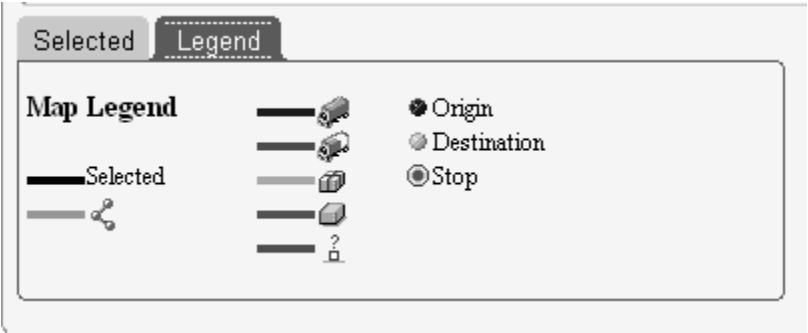 Selected Legend
Map Legend
Selected
Origin
Destination
Stop
?